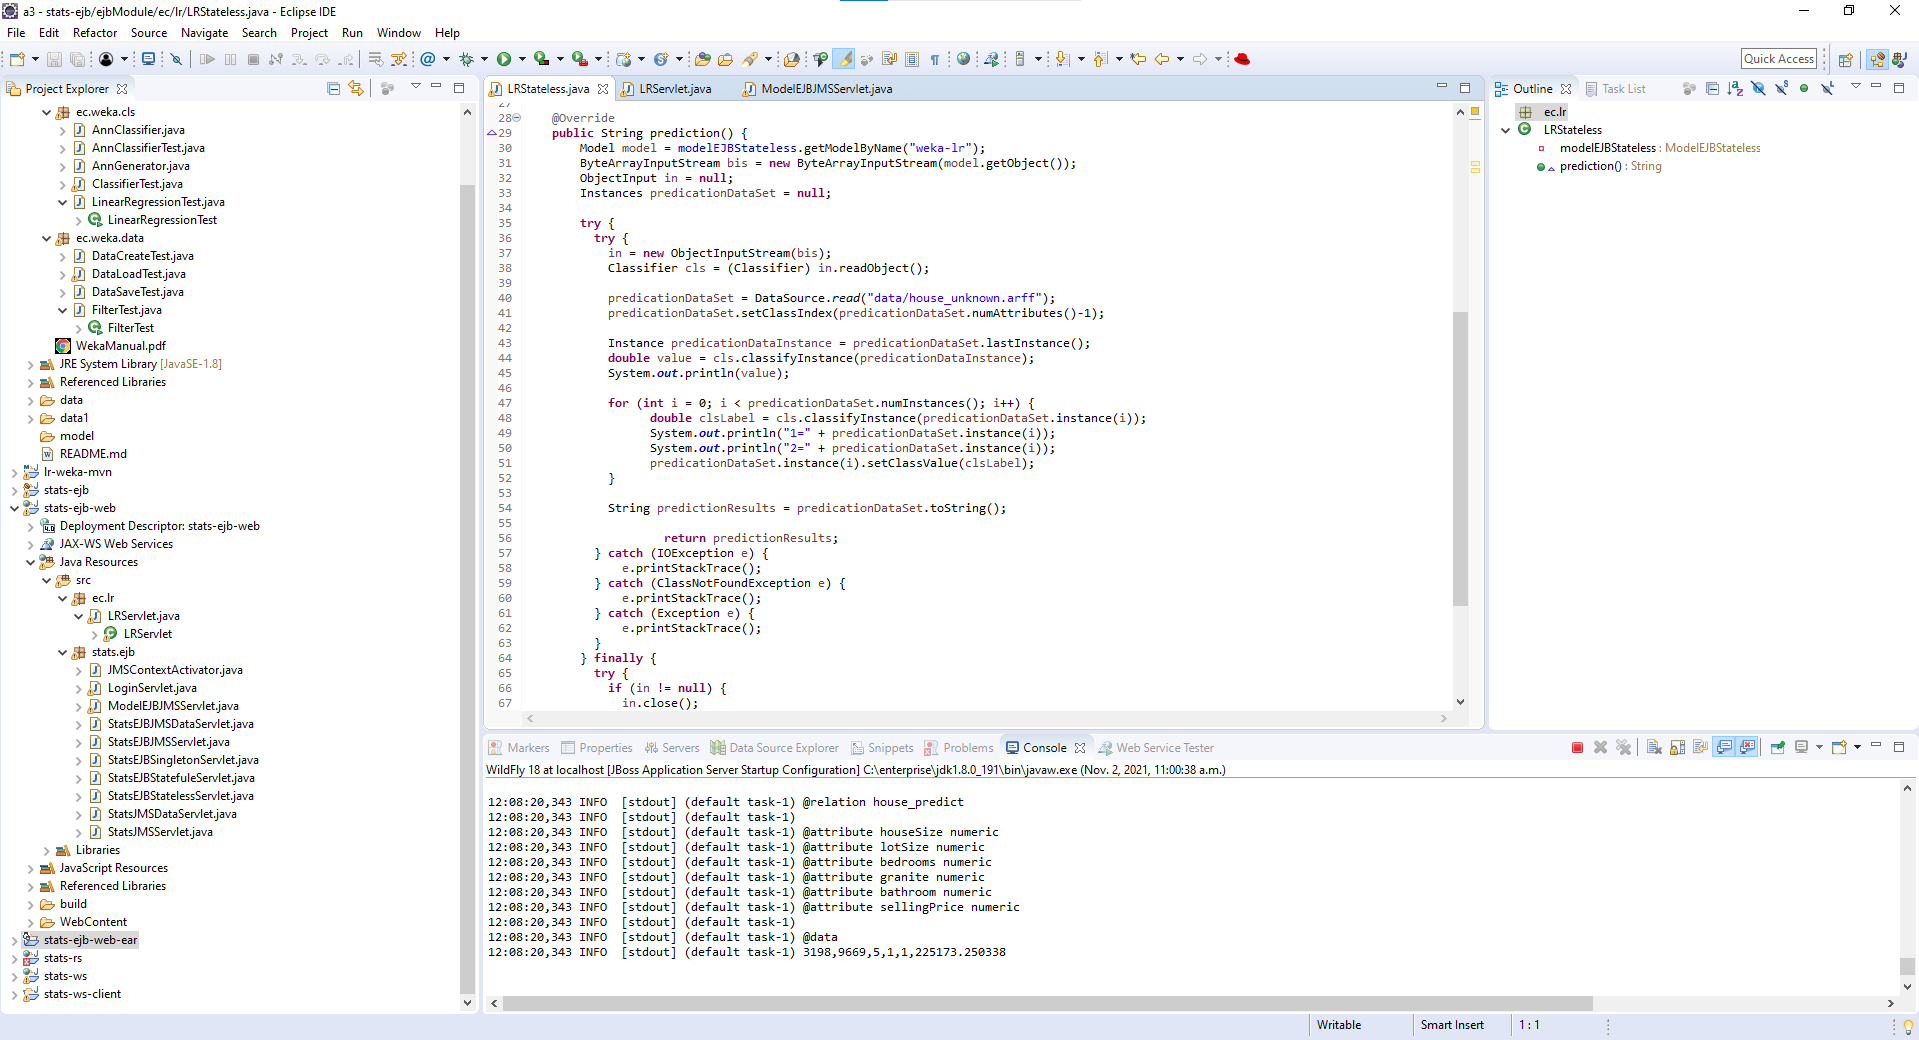 a3 - stats-ejb/ejbModule/ec/lr/LRStateless.java - Eclipse IDE
File Edit Refactor Source Navigate Search Project Run Window Help
Quick Access
Project Explorer
ec.weka.cls
AnnClassifier.java
AnnClassifierTest.java
AnnGenerator.java
ClassifierTest.java
LinearRegressionTest.java
LinearRegressionTest
ec.weka.data
DataCreateTest.java
DataLoadTest.java
DataSaveTest.java
FilterTest.java
FilterTest
WekaManual.pdf
JRE System Library [JavaSE-1.8]
Referenced Libraries
data
data1
model
README.md
lr-weka-mvn
stats-ejb
stats-ejb-web
Deployment Descriptor: stats-ejb-web
JAX-WS Web Services
Java Resources
src
ec.lr
LRServlet.java
LRServlet
stats.ejb
JMSContextActivator.java
LoginServlet.java
ModelEJBJMSServlet.java
StatsEJBJMSDataServlet.java
StatsEJBJMSServlet.java
StatsEJBSingletonServlet.java
StatsEJBStatefuleServlet.java
StatsEJBStatelessServlet.java
StatsJMSDataServlet.java
StatsJMSServlet.java
Libraries
JavaScript Resources
Referenced Libraries
build
WebContent
stats-ejb-web-ear
stats-rs
stats-ws
stats-ws-client
LRStateless.java LRServlet.java ModelEJBJMSServlet.java
27
28 @Override
29 public String prediction() {
30 Model model = modelEJBStateless.getModelByName("weka-lr");
31 ByteArrayInputStream bis = new ByteArrayInputStream(model.getObject());
32 ObjectInput in = null;
33 Instances predicationDataSet = null;
34
35 try {
36 try {
37 in = new ObjectInputStream(bis);
38 Classifier cls = (Classifier) in.readObject();
39
40 predicationDataSet = DataSource.read("data/house_unknown.arff");
41 predicationDataSet.setClassIndex(predicationDataSet.numAttributes()-1);
42
43 Instance predicationDataInstance = predicationDataSet.lastInstance();
44 double value = cls.classifyInstance(predicationDataInstance);
45 System.out.println(value);
46
47 for (int i = 0; i < predicationDataSet.numInstances(); i++) {
48 double clsLabel = cls.classifyInstance(predicationDataSet.instance(i));
49 System.out.println("1=" + predicationDataSet.instance(i));
50 System.out.println("2=" + predicationDataSet.instance(i));
51 predicationDataSet.instance(i).setClassValue(clsLabel);
52 }
53
54 String predictionResults = predicationDataSet.toString();
55
56 return predictionResults;
57 } catch (IOException e) {
58 e.printStackTrace();
59 } catch (ClassNotFoundException e) {
60 e.printStackTrace();
61 } catch (Exception e) {
62 e.printStackTrace();
63 }
64 } finally {
65 try {
66 if (in != null) {
67 in.close();
Outline Task List
ec.lr
LRStateless
modelEJBStateless : ModelEJBStateless
prediction() : String
Markers Properties Servers Data Source Explorer Snippets Problems Console Web Service Tester
WildFly 18 at localhost [JBoss Application Server Startup Configuration] C:\enterprise\jdk1.8.0_191\bin\javaw.exe (Nov. 2, 2021, 11:00:38 a.m.)
12:08:20,343 INFO [stdout] (default task-1) @relation house_predict
12:08:20,343 INFO [stdout] (default task-1)
12:08:20,343 INFO [stdout] (default task-1) @attribute houseSize numeric
12:08:20,343 INFO [stdout] (default task-1) @attribute lotSize numeric
12:08:20,343 INFO [stdout] (default task-1) @attribute bedrooms numeric
12:08:20,343 INFO [stdout] (default task-1) @attribute granite numeric
12:08:20,343 INFO [stdout] (default task-1) @attribute bathroom numeric
12:08:20,343 INFO [stdout] (default task-1) @attribute sellingPrice numeric
12:08:20,343 INFO [stdout] (default task-1)
12:08:20,343 INFO [stdout] (default task-1) @data
12:08:20,343 INFO [stdout] (default task-1) 3198,9669,5,1,1,225173.250338
Writable Smart Insert 1 : 1